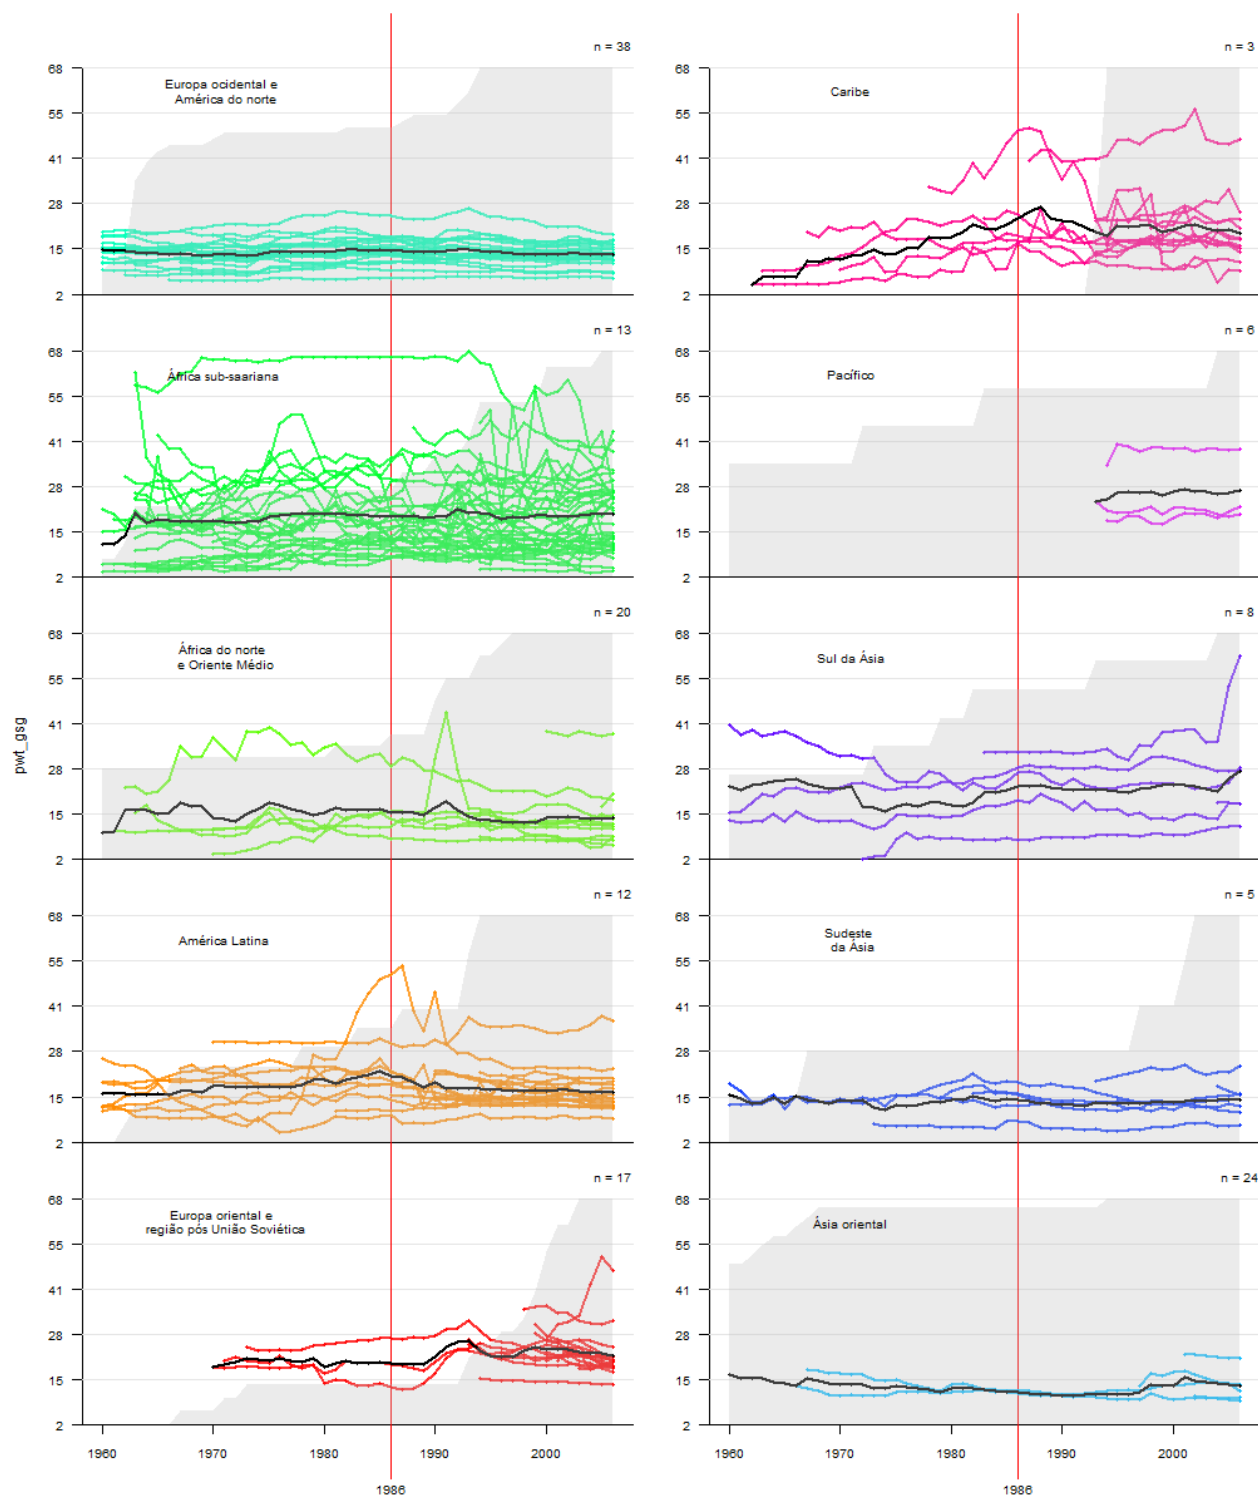 n = 38
68
55
41
28
15
2
Europa ocidental e
América do norte
n = 3
68
55
41
28
15
2
Caribe
n = 13
68
55
41
28
15
2
África sub-saariana
n = 6
68
55
41
28
15
2
Pacífico
n = 20
68
55
41
28
15
2
África do norte
e Oriente Médio
pwt_gsg
n = 8
68
55
41
28
15
2
Sul da Ásia
n = 12
68
55
41
28
15
2
América Latina
n = 5
68
55
41
28
15
2
Sudeste
da Ásia
n = 17
68
55
41
28
15
2
Europa oriental e
região pós União Soviética
1960 1970 1980 1990 2000
1986
n = 24
68
55
41
28
15
2
Ásia oriental
1960 1970 1980 1990 2000
1986